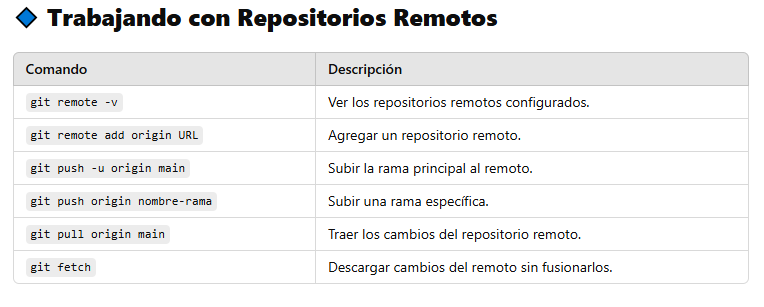 Trabajando con Repositorios Remotos
Comando Descripción
git remote -v Ver los repositorios remotos configurados.
git remote add origin URL Agregar un repositorio remoto.
git push -u origin main Subir la rama principal al remoto.
git push origin nombre-rama Subir una rama específica.
git pull origin main Traer los cambios del repositorio remoto.
git fetch Descargar cambios del remoto sin fusionarlos.